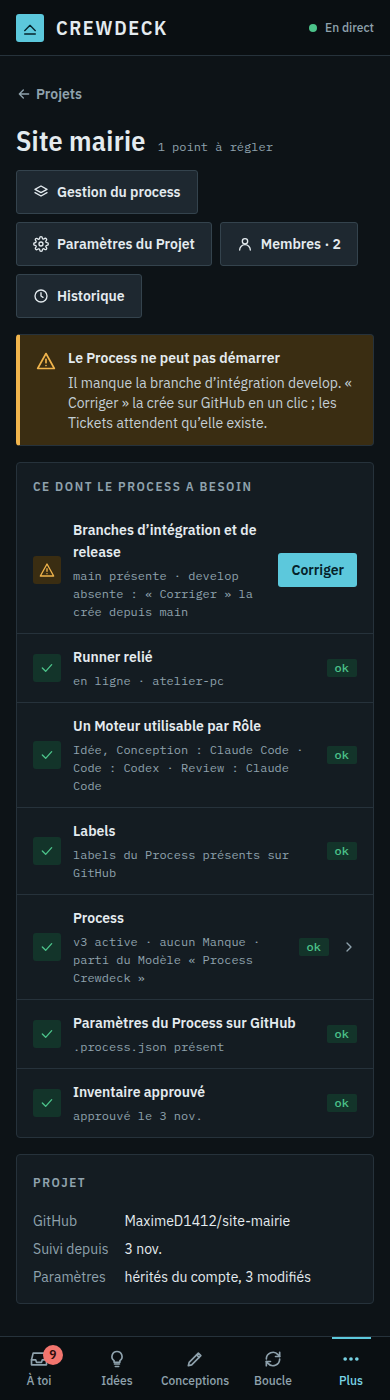 CREWDECK
En direct
← Projets
Site mairie 1 point à régler
Gestion du process
Paramètres du Projet
Membres · 2
Historique
Le Process ne peut pas démarrer
Il manque la branche d’intégration develop. «
Corriger » la crée sur GitHub en un clic ; les
Tickets attendent qu’elle existe.
CE DONT LE PROCESS A BESOIN
Branches d’intégration et de
release
main présente · develop
absente : « Corriger » la
crée depuis main
Corriger
Runner relié
en ligne · atelier-pc
ok
Un Moteur utilisable par Rôle
Idée, Conception : Claude Code ·
Code : Codex · Review : Claude
Code
ok
Labels
labels du Process présents sur
GitHub
ok
Process
v3 active · aucun Manque ·
parti du Modèle « Process
Crewdeck »
ok
Paramètres du Process sur GitHub
.process.json présent
ok
Inventaire approuvé
approuvé le 3 nov.
ok
PROJET
GitHub MaximeD1412/site-mairie
Suivi depuis 3 nov.
Paramètres hérités du compte, 3 modifiés
9
À toi
Idées
Conceptions
Boucle
Plus